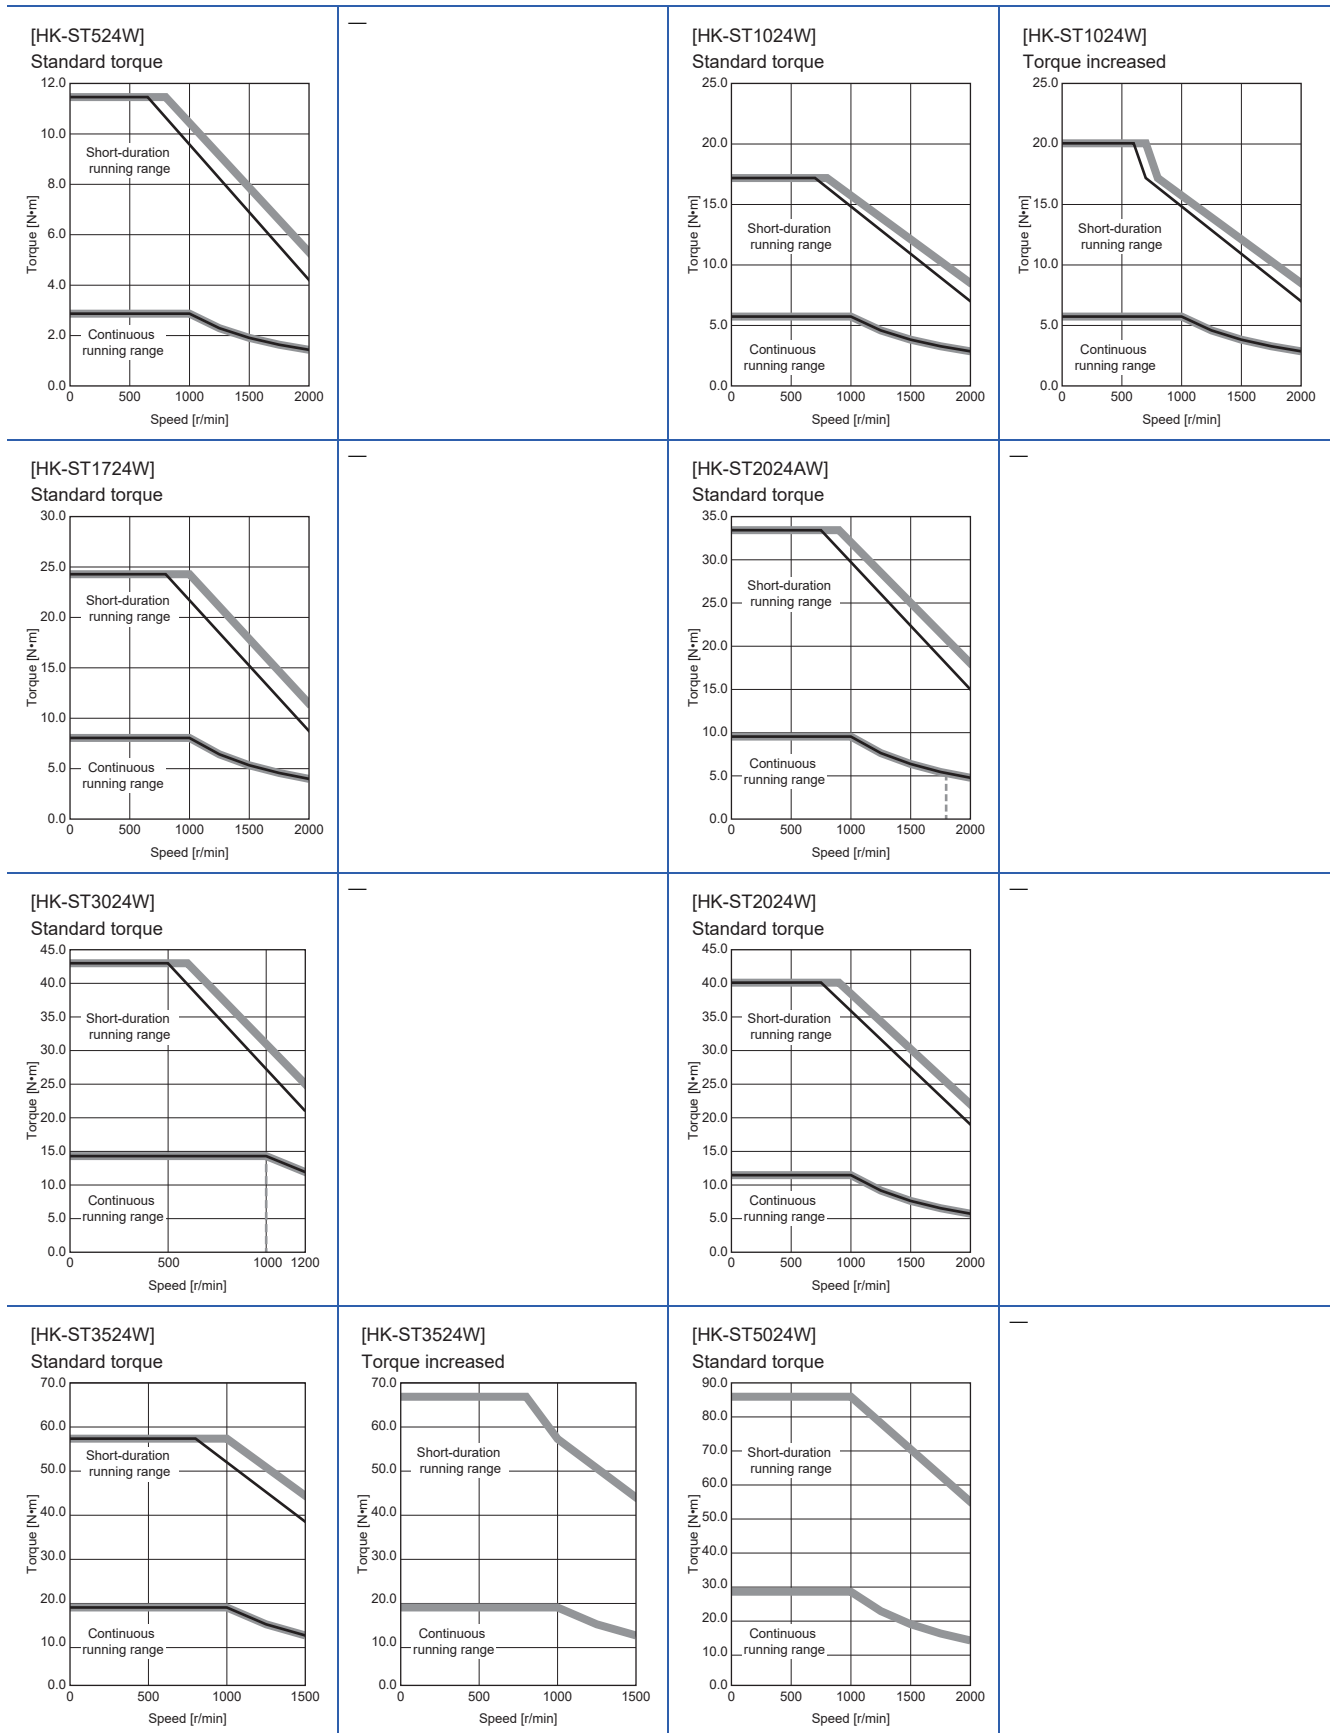 [HK-ST524W]
Standard torque
12.0
10.0
8.0
6.0
4.0
2.0
0.0
Torque [N•m]
Short-duration
running range
Continuous
running range
0 500 1000 1500 2000
Speed [r/min]
—
[HK-ST1024W]
Standard torque
25.0
20.0
15.0
10.0
5.0
0.0
Torque [N•m]
Short-duration
running range
Continuous
running range
0 500 1000 1500 2000
Speed [r/min]
[HK-ST1024W]
Torque increased
25.0
20.0
15.0
10.0
5.0
0.0
Torque [N•m]
Short-duration
running range
Continuous
running range
0 500 1000 1500 2000
Speed [r/min]
[HK-ST1724W]
Standard torque
30.0
25.0
20.0
15.0
10.0
5.0
0.0
Torque [N•m]
Short-duration
running range
Continuous
running range
0 500 1000 1500 2000
Speed [r/min]
—
[HK-ST2024AW]
Standard torque
35.0
30.0
25.0
20.0
15.0
10.0
5.0
0.0
Torque [N•m]
Short-duration
running range
Continuous
running range
0 500 1000 1500 2000
Speed [r/min]
—
[HK-ST3024W]
Standard torque
45.0
40.0
35.0
30.0
25.0
20.0
15.0
10.0
5.0
0.0
Torque [N•m]
Short-duration
running range
Continuous
running range
0 500 1000 1200
Speed [r/min]
—
[HK-ST2024W]
Standard torque
45.0
40.0
35.0
30.0
25.0
20.0
15.0
10.0
5.0
0.0
Torque [N•m]
Short-duration
running range
Continuous
running range
0 500 1000 1500 2000
Speed [r/min]
—
[HK-ST3524W]
Standard torque
70.0
60.0
50.0
40.0
30.0
20.0
10.0
0.0
Torque [N•m]
Short-duration
running range
Continuous
running range
0 500 1000 1500
Speed [r/min]
[HK-ST3524W]
Torque increased
70.0
60.0
50.0
40.0
30.0
20.0
10.0
0.0
Torque [N•m]
Short-duration
running range
Continuous
running range
0 500 1000 1500
Speed [r/min]
[HK-ST5024W]
Standard torque
90.0
80.0
70.0
60.0
50.0
40.0
30.0
20.0
10.0
0.0
Torque [N•m]
Short-duration
running range
Continuous
running range
0 500 1000 1500 2000
Speed [r/min]
—